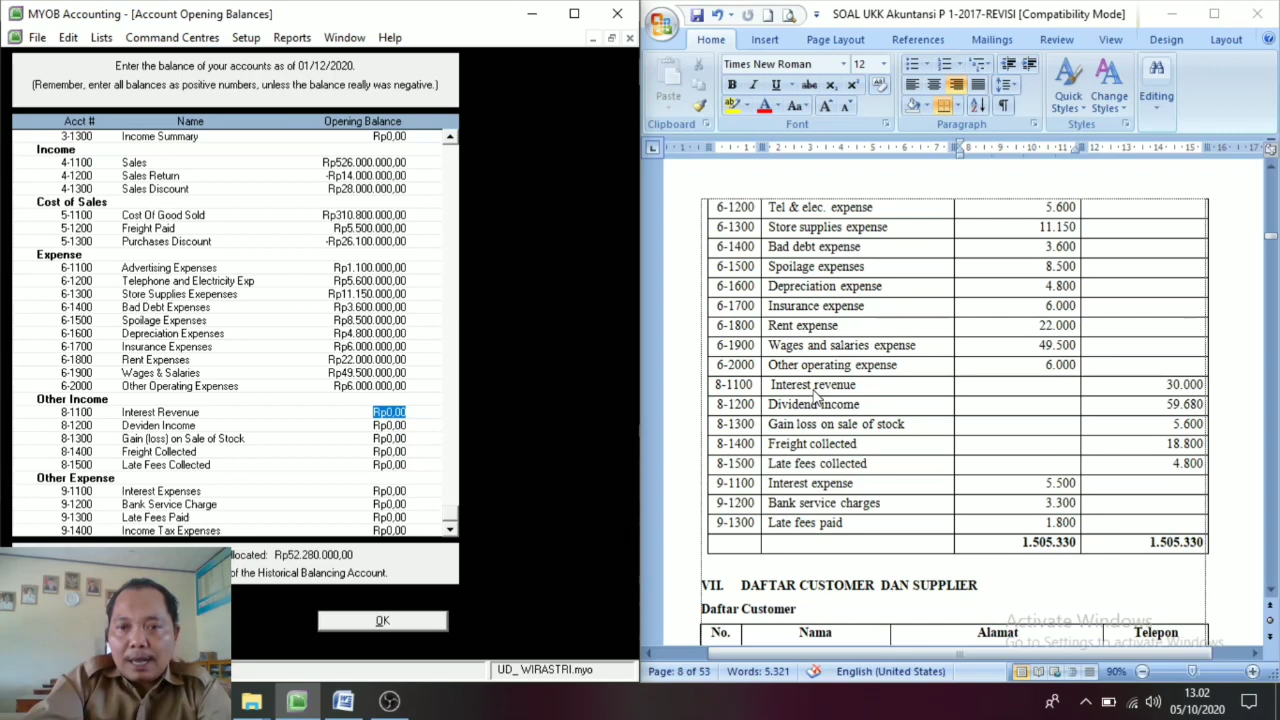 MYOB Accounting - [Account Opening Balances]
File Edit Lists Command Centres Setup Reports Window Help
Enter the balance of your accounts as of 01/12/2020.
(Remember, enter all balances as positive numbers, unless the balance really was negative.)
Acct # Name Opening Balance
3-1300 Income Summary Rp0,00
Income
4-1100 Sales Rp526.000.000,00
4-1200 Sales Return -Rp14.000.000,00
4-1300 Sales Discount Rp28.000.000,00
Cost of Sales
5-1100 Cost Of Good Sold Rp310.800.000,00
5-1200 Freight Paid Rp5.500.000,00
5-1300 Purchases Discount -Rp26.100.000,00
Expense
6-1100 Advertising Expenses Rp1.100.000,00
6-1200 Telephone and Electricity Exp Rp5.600.000,00
6-1300 Store Supplies Exepenses Rp11.150.000,00
6-1400 Bad Debt Expenses Rp3.600.000,00
6-1500 Spoilage Expenses Rp8.500.000,00
6-1600 Depreciation Expenses Rp4.800.000,00
6-1700 Insurance Expenses Rp6.000.000,00
6-1800 Rent Expenses Rp22.000.000,00
6-1900 Wages & Salaries Rp49.500.000,00
6-2000 Other Operating Expenses Rp6.000.000,00
Other Income
8-1100 Interest Revenue Rp0,00
8-1200 Deviden Income Rp0,00
8-1300 Gain (loss) on Sale of Stock Rp0,00
8-1400 Freight Collected Rp0,00
8-1500 Late Fees Collected Rp0,00
Other Expense
9-1100 Interest Expenses Rp0,00
9-1200 Bank Service Charge Rp0,00
9-1300 Late Fees Paid Rp0,00
9-1400 Income Tax Expenses Rp0,00
located: Rp52.280.000,00
of the Historical Balancing Account.
OK
UD_ WIRASTRI.myo
SOAL UKK Akuntansi P 1-2017-REVISI [Compatibility Mode]
Home Insert Page Layout References Mailings Review View Design Layout
Times New Roman 12
Paste
Quick Styles
Change Styles
Editing
Clipboard Font Paragraph Styles
6-1200 Tel & elec. expense 5.600
6-1300 Store supplies expense 11.150
6-1400 Bad debt expense 3.600
6-1500 Spoilage expenses 8.500
6-1600 Depreciation expense 4.800
6-1700 Insurance expense 6.000
6-1800 Rent expense 22.000
6-1900 Wages and salaries expense 49.500
6-2000 Other operating expense 6.000
8-1100 Interest revenue 30.000
8-1200 Dividend income 59.680
8-1300 Gain loss on sale of stock 5.600
8-1400 Freight collected 18.800
8-1500 Late fees collected 4.800
9-1100 Interest expense 5.500
9-1200 Bank service charges 3.300
9-1300 Late fees paid 1.800
1.505.330 1.505.330
VII. DAFTAR CUSTOMER DAN SUPPLIER
Daftar Customer
No. Nama Alamat Telepon
Activate Windows
Go to Settings to activate Windows.
Page: 8 of 53 Words: 5.321 English (United States) 90%
13.02
05/10/2020